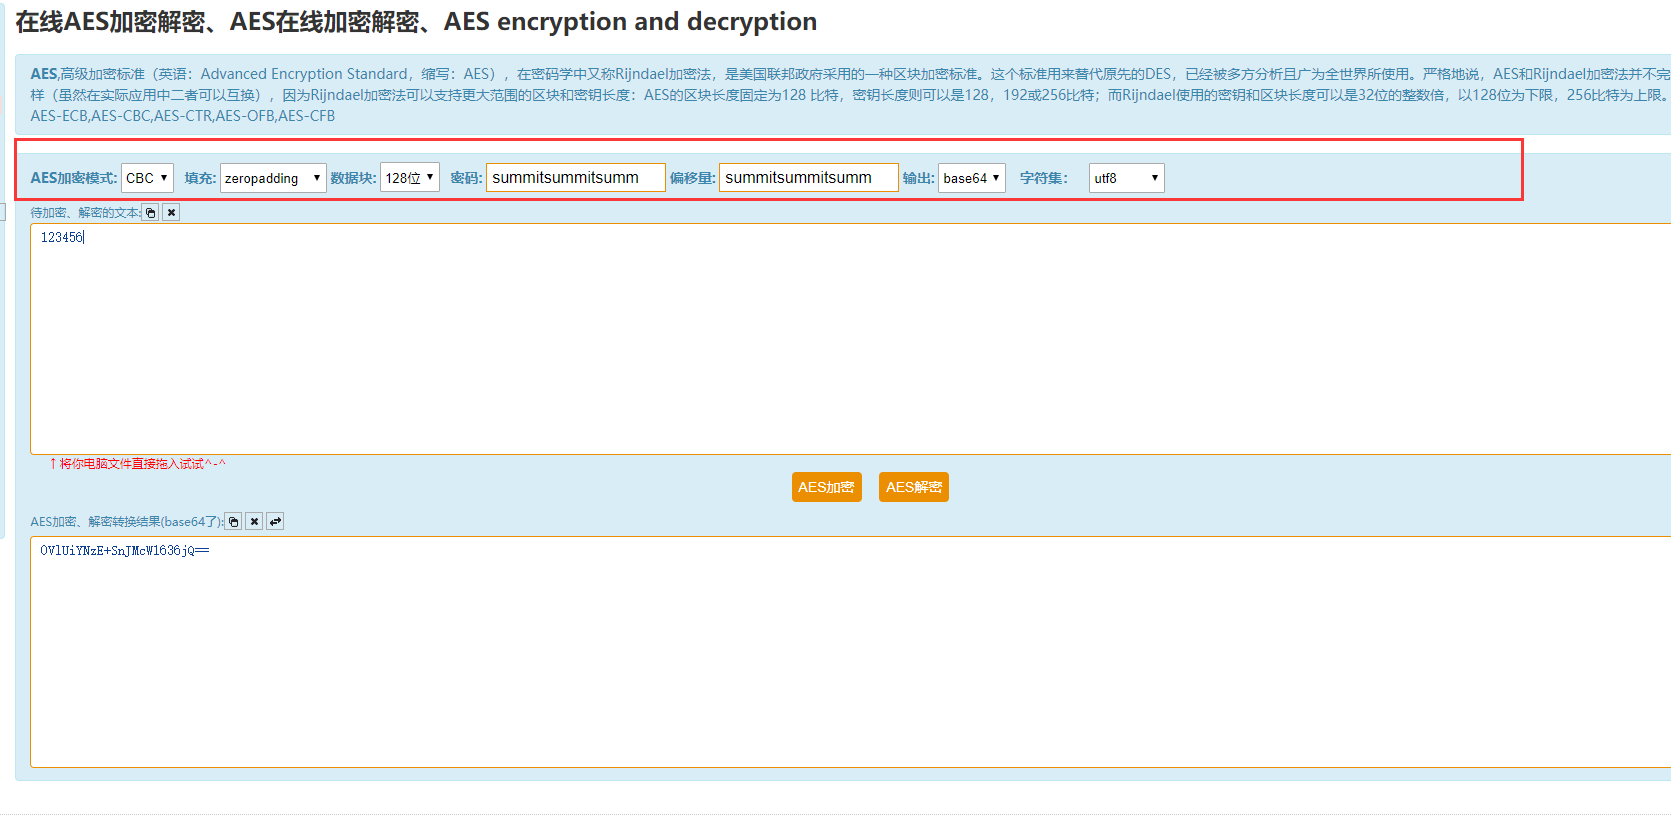 在线AES加密解密、AES在线加密解密、AES encryption and decryption
AES,高级加密标准（英语：Advanced Encryption Standard，缩写：AES），在密码学中又称Rijndael加密法，是美国联邦政府采用的一种区块加密标准。这个标准用来替代原先的DES，已经被多方分析且广为全世界所使用。严格地说，AES和Rijndael加密法并不完
样（虽然在实际应用中二者可以互换），因为Rijndael加密法可以支持更大范围的区块和密钥长度：AES的区块长度固定为128 比特，密钥长度则可以是128，192或256比特；而Rijndael使用的密钥和区块长度可以是32位的整数倍，以128位为下限，256比特为上限。
AES-ECB,AES-CBC,AES-CTR,AES-OFB,AES-CFB
AES加密模式: CBC 填充: zeropadding 数据块: 128位 密码: summitsummitsumm 偏移量: summitsummitsumm 输出: base64 字符集： utf8
待加密、解密的文本:
123456
↑将你电脑文件直接拖入试试^-^
AES加密 AES解密
AES加密、解密转换结果(base64了):
OVlUiYNzE+SnJMcW1636jQ==